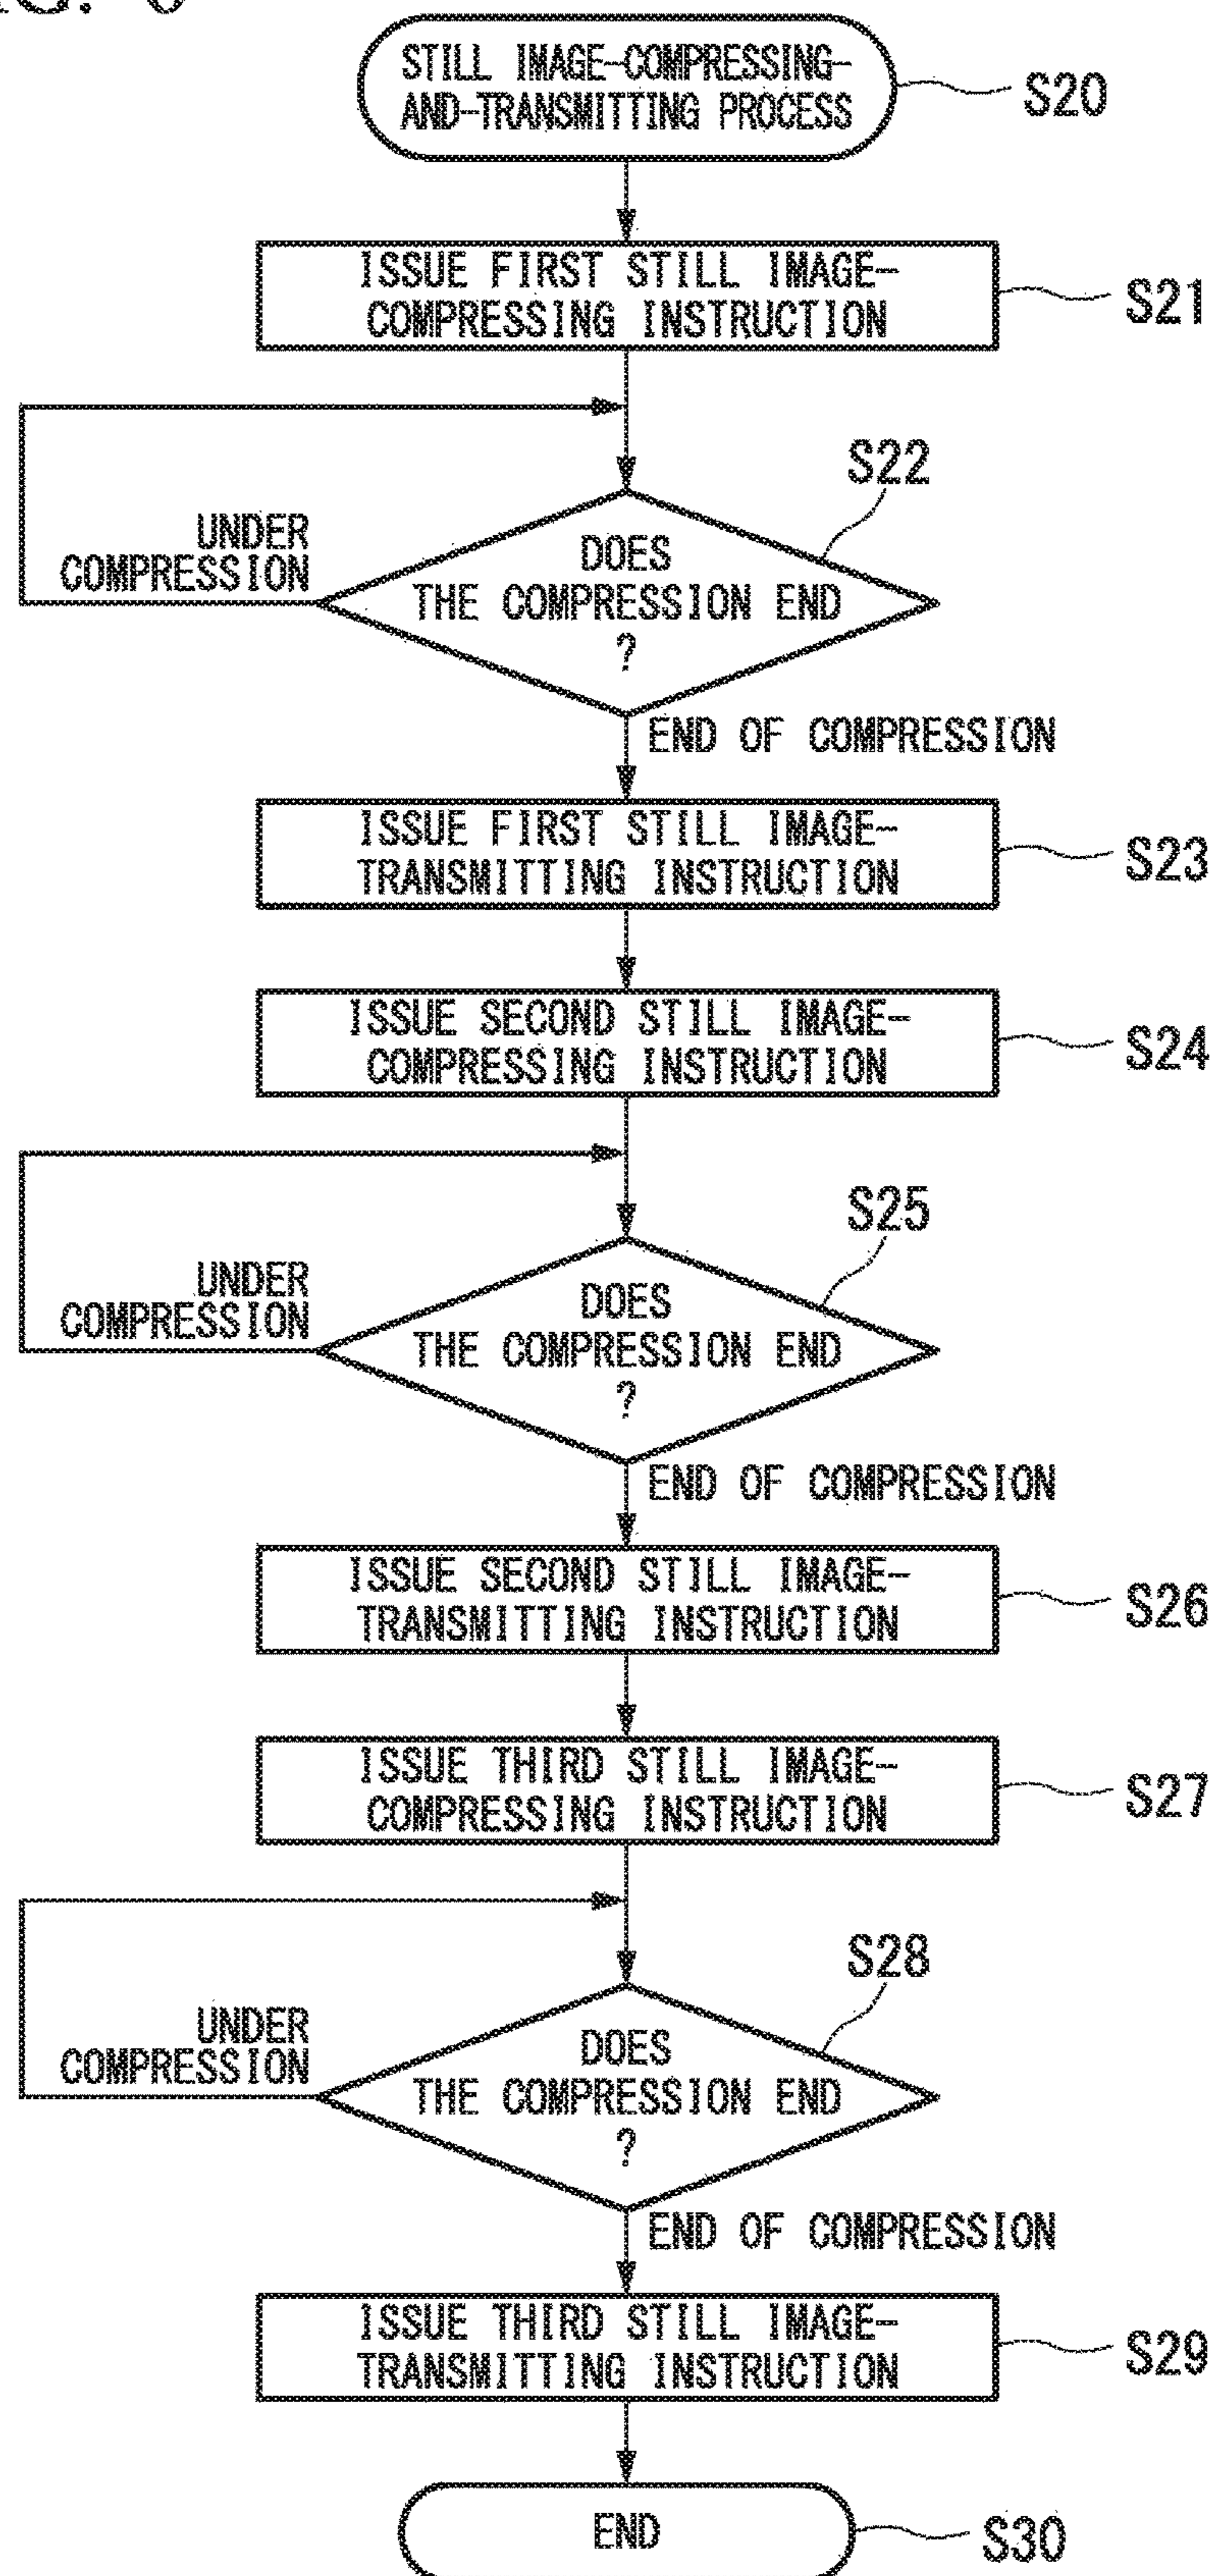 STILL IMAGE-COMPRESSING-
AND-TRANSMITTING PROCESS
S20
ISSUE FIRST STILL IMAGE-
COMPRESSING INSTRUCTION
S21
S22
UNDER
COMPRESSION
DOES
THE COMPRESSION END
?
END OF COMPRESSION
ISSUE FIRST STILL IMAGE-
TRANSMITTING INSTRUCTION
S23
ISSUE SECOND STILL IMAGE-
COMPRESSING INSTRUCTION
S24
S25
UNDER
COMPRESSION
DOES
THE COMPRESSION END
?
END OF COMPRESSION
ISSUE SECOND STILL IMAGE-
TRANSMITTING INSTRUCTION
S26
ISSUE THIRD STILL IMAGE-
COMPRESSING INSTRUCTION
S27
S28
UNDER
COMPRESSION
DOES
THE COMPRESSION END
?
END OF COMPRESSION
ISSUE THIRD STILL IMAGE-
TRANSMITTING INSTRUCTION
S29
END
S30